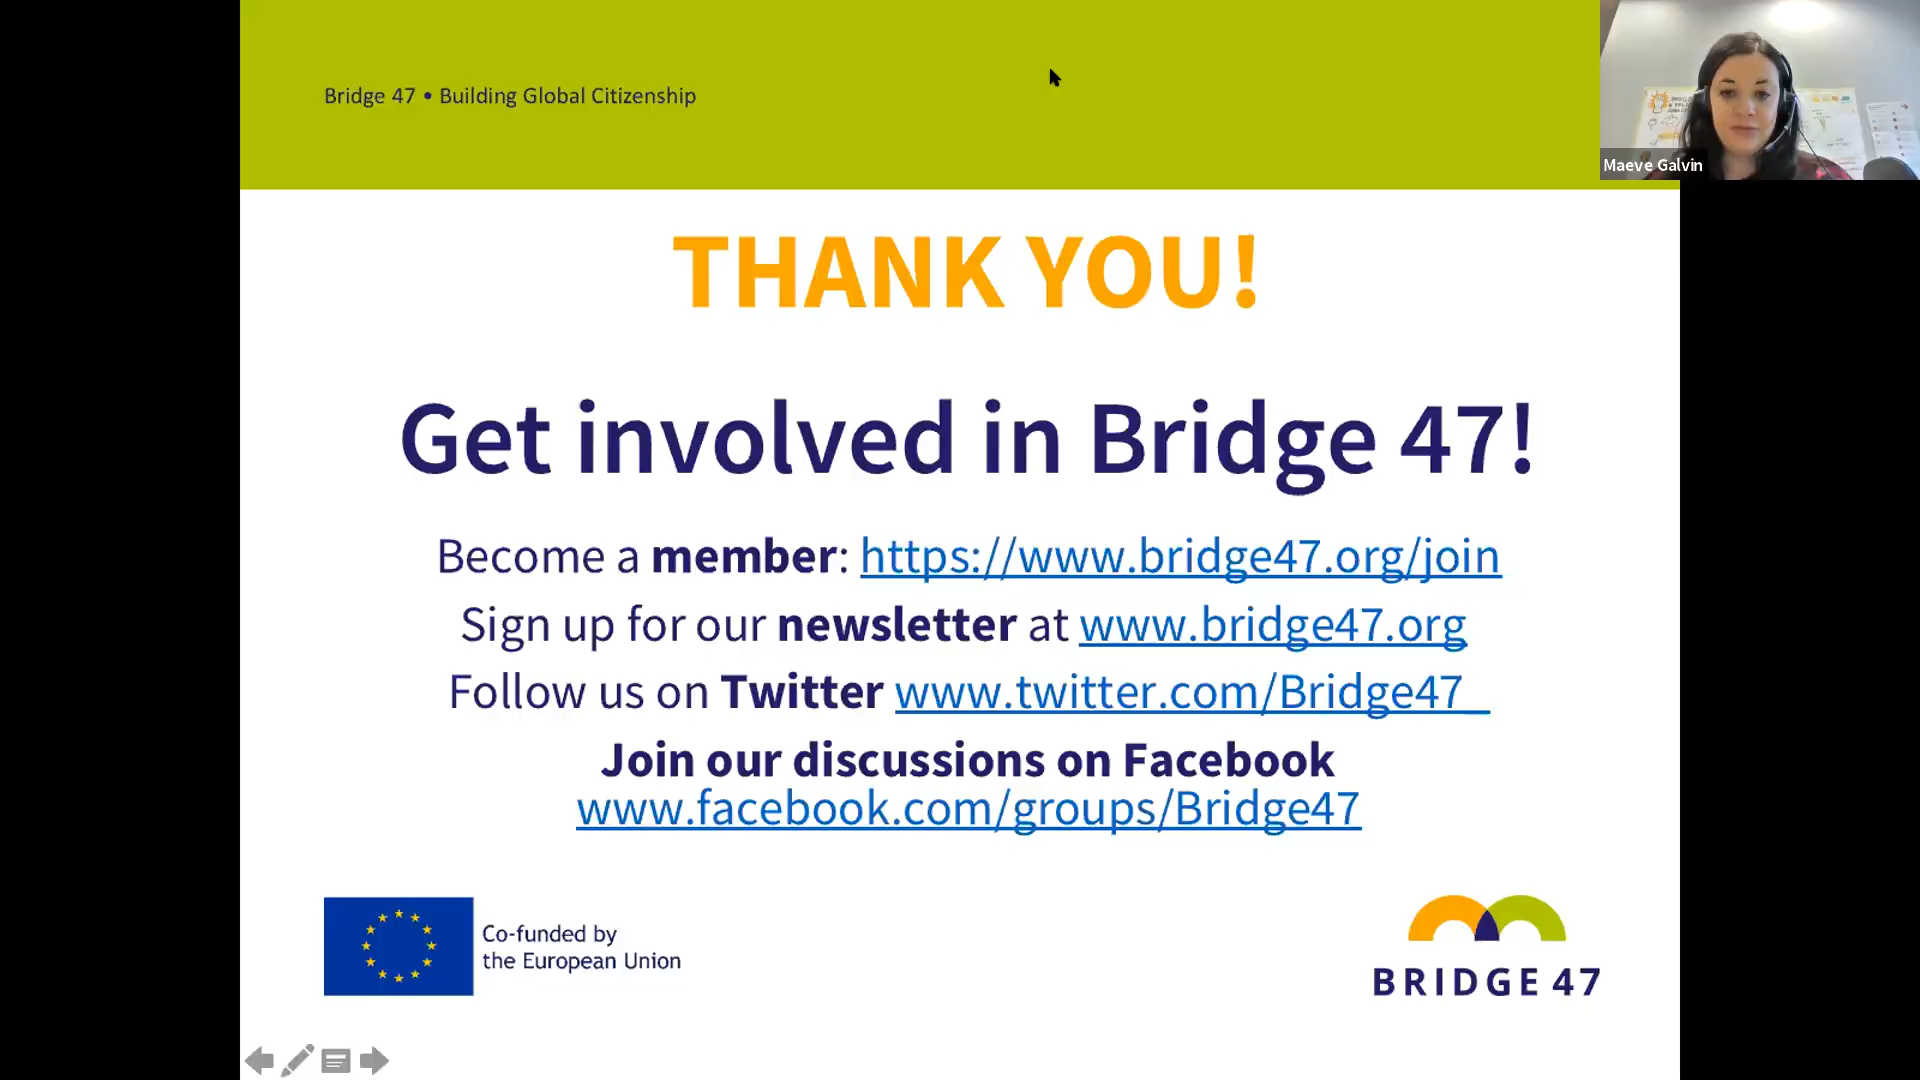 Bridge 47 • Building Global Citizenship
Maeve Galvin
THANK YOU!
Get involved in Bridge 47!
Become a member: https://www.bridge47.org/join
Sign up for our newsletter at www.bridge47.org
Follow us on Twitter www.twitter.com/Bridge47_
Join our discussions on Facebook
www.facebook.com/groups/Bridge47
Co-funded by
the European Union
BRIDGE 47